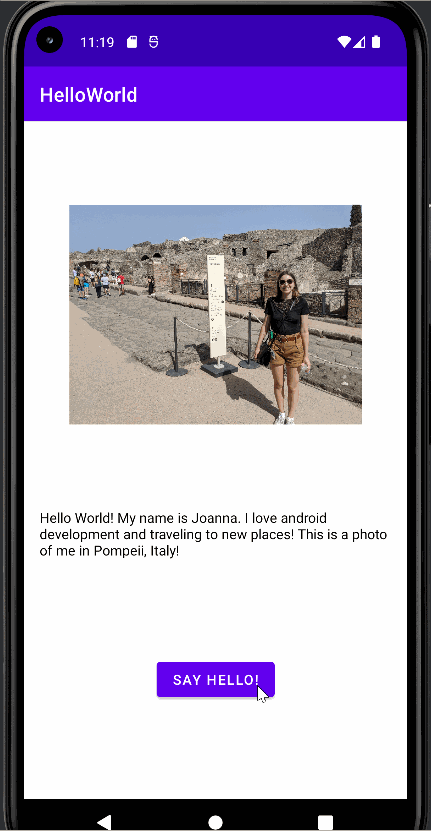 11:19
HelloWorld
Hello World! My name is Joanna. I love android
development and traveling to new places! This is a photo
of me in Pompeii, Italy!
SAY HELLO!